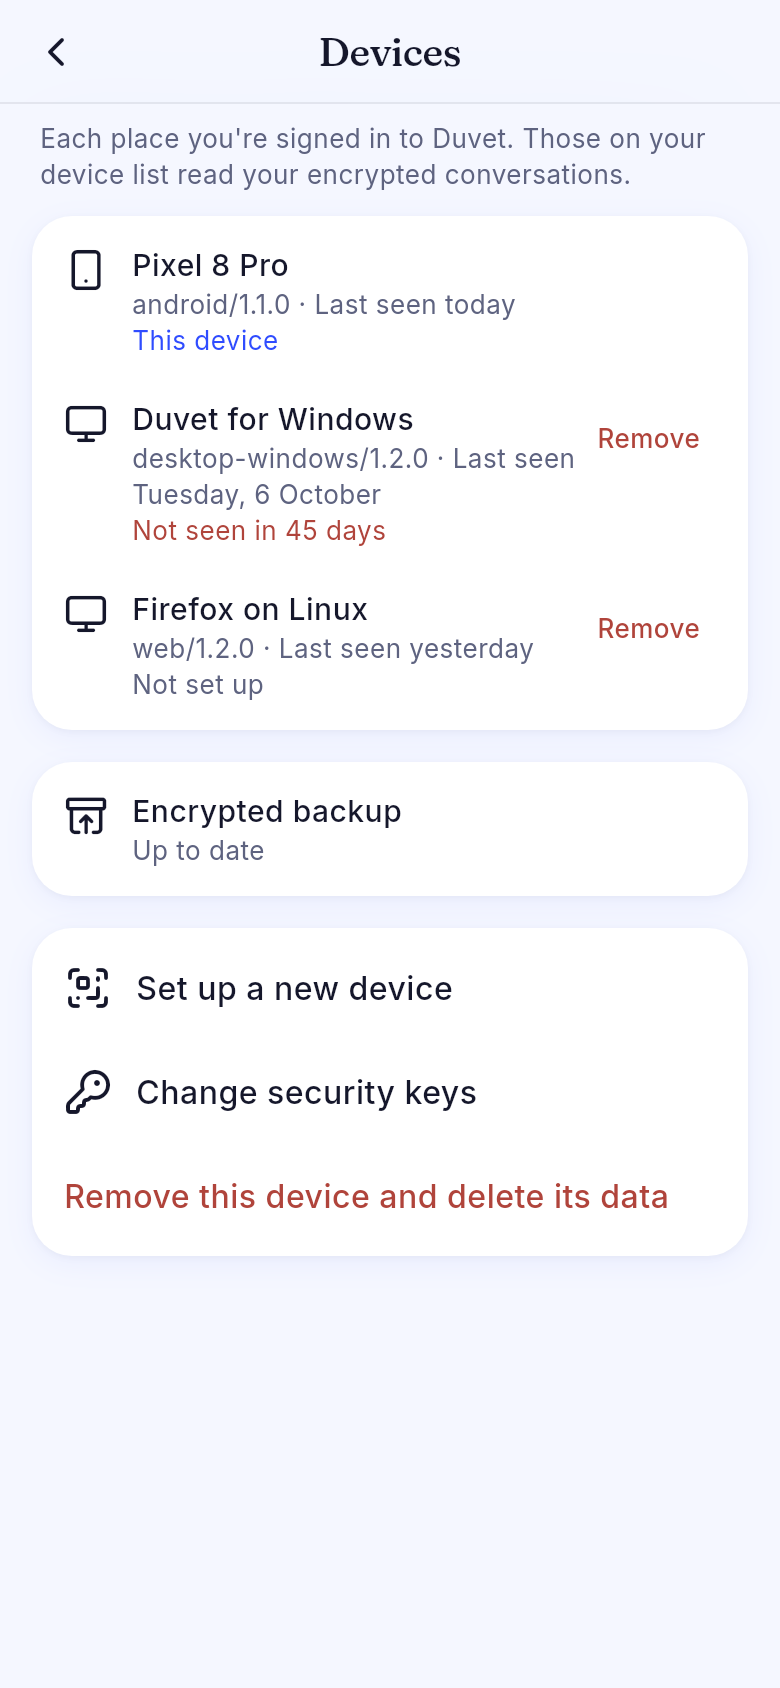 Devices
Each place you're signed in to Duvet. Those on your
device list read your encrypted conversations.
Pixel 8 Pro
android/1.1.0 · Last seen today
This device
Duvet for Windows
desktop-windows/1.2.0 · Last seen
Tuesday, 6 October
Not seen in 45 days
Remove
Firefox on Linux
web/1.2.0 · Last seen yesterday
Not set up
Remove
Encrypted backup
Up to date
Set up a new device
Change security keys
Remove this device and delete its data